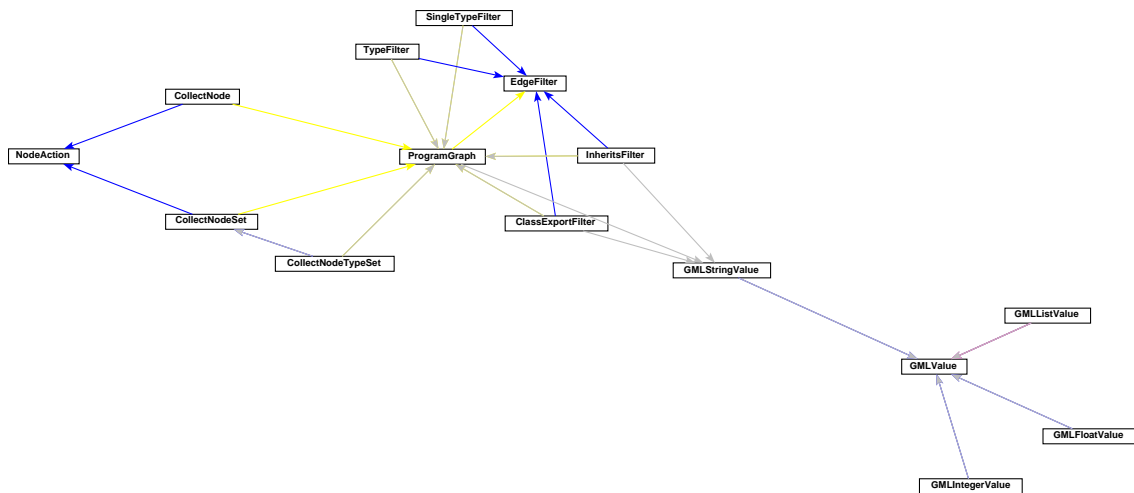 SingleTypeFilter
TypeFilter
EdgeFilter
CollectNode
NodeAction
ProgramGraph
InheritsFilter
CollectNodeSet
ClassExportFilter
CollectNodeTypeSet
GMLStringValue
GMLListValue
GMLValue
GMLFloatValue
GMLIntegerValue